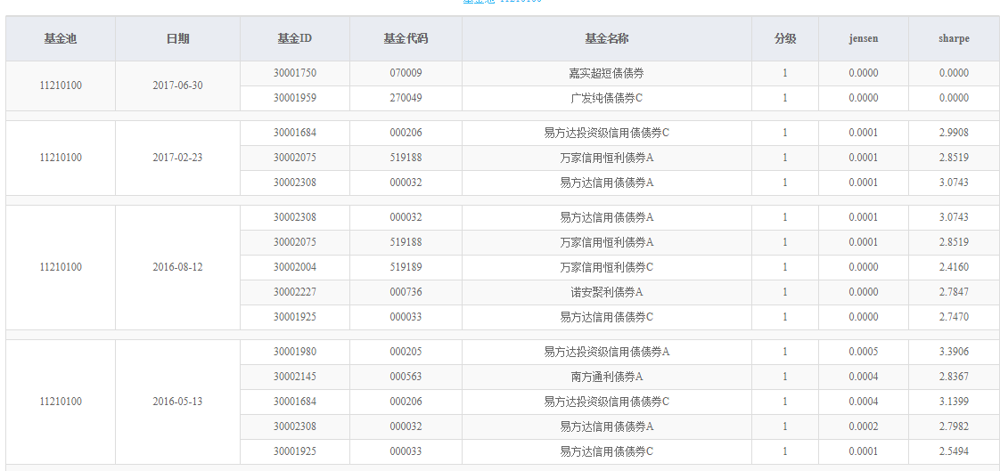 基金池 11210100
基金池 日期 基金ID 基金代码 基金名称 分级 jensen sharpe
11210100 2017-06-30 30001750 070009 嘉实超短债债券 1 0.0000 0.0000
30001959 270049 广发纯债债券C 1 0.0000 0.0000
11210100 2017-02-23 30001684 000206 易方达投资级信用债债券C 1 0.0001 2.9908
30002075 519188 万家信用恒利债券A 1 0.0001 2.8519
30002308 000032 易方达信用债债券A 1 0.0001 3.0743
11210100 2016-08-12 30002308 000032 易方达信用债债券A 1 0.0001 3.0743
30002075 519188 万家信用恒利债券A 1 0.0001 2.8519
30002004 519189 万家信用恒利债券C 1 0.0000 2.4160
30002227 000736 诺安聚利债券A 1 0.0000 2.7847
30001925 000033 易方达信用债债券C 1 0.0000 2.7470
11210100 2016-05-13 30001980 000205 易方达投资级信用债债券A 1 0.0005 3.3906
30002145 000563 南方通利债券A 1 0.0004 2.8367
30001684 000206 易方达投资级信用债债券C 1 0.0004 3.1399
30002308 000032 易方达信用债债券A 1 0.0002 2.7982
30001925 000033 易方达信用债债券C 1 0.0001 2.5494